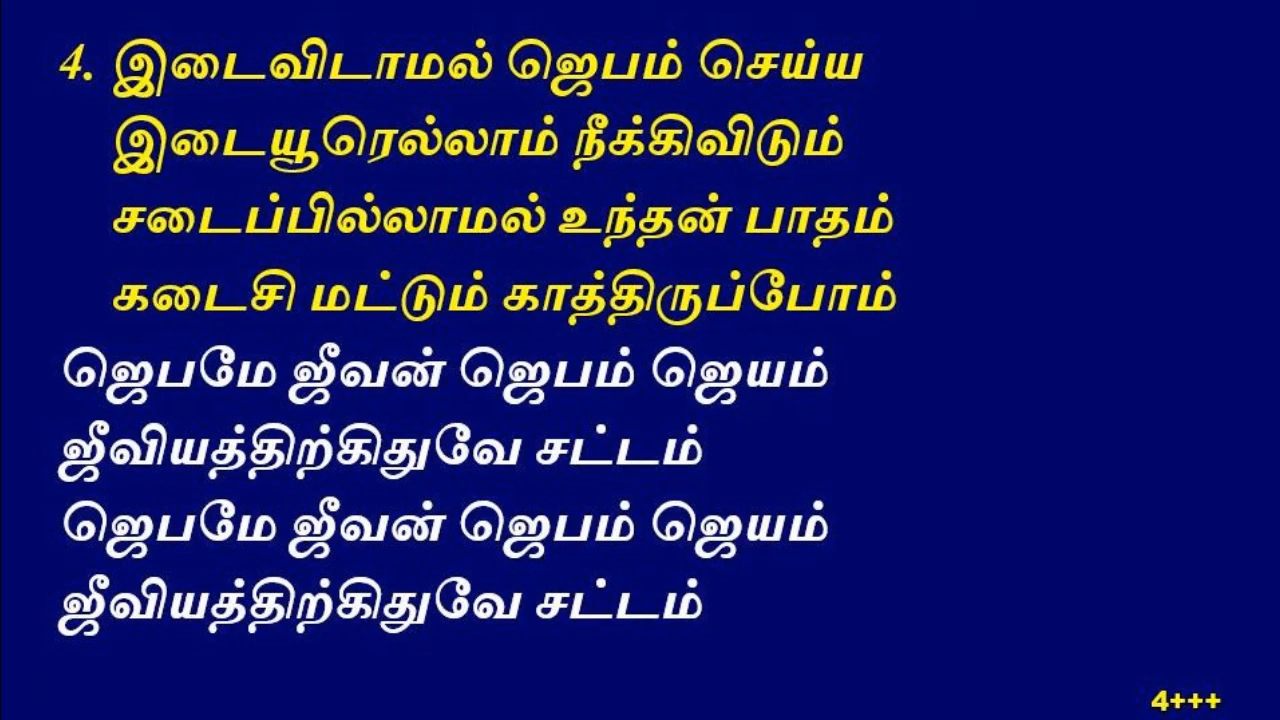 4. இடைவிடாமல் ஜெபம் செய்ய
இடையூரெல்லாம் நீக்கிவிடும்
சடைப்பில்லாமல் உந்தன் பாதம்
கடைசி மட்டும் காத்திருப்போம்
ஜெபமே ஜீவன் ஜெபம் ஜெயம்
ஜீவியத்திற்கிதுவே சட்டம்
ஜெபமே ஜீவன் ஜெபம் ஜெயம்
ஜீவியத்திற்கிதுவே சட்டம்
4+++